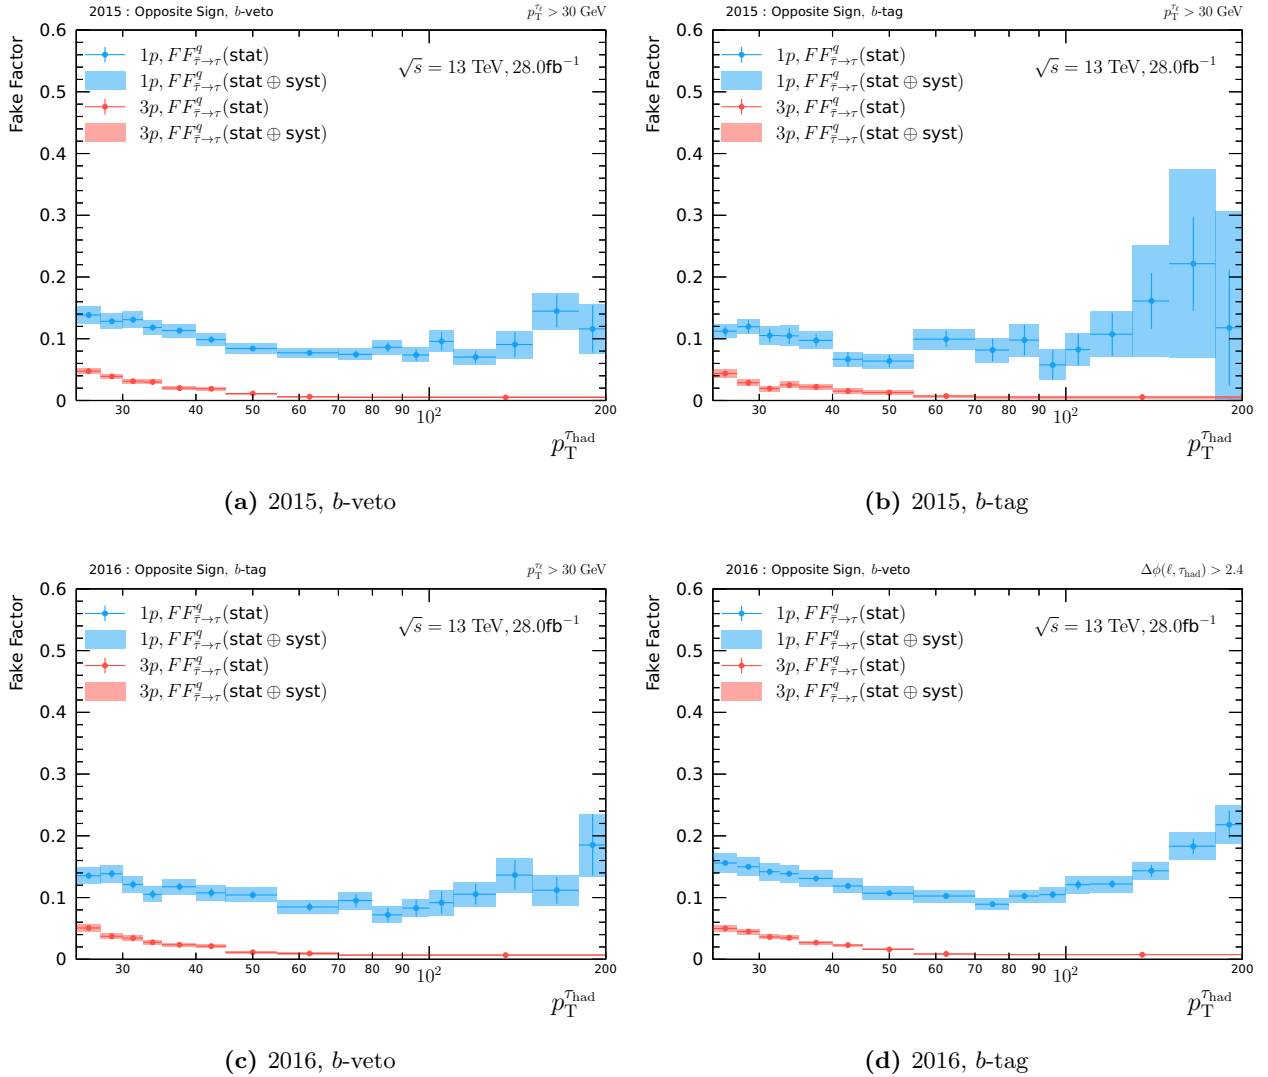 2015 : Opposite Sign, b-veto
p_T^{τ_ℓ} > 30 GeV
Fake Factor
0.6
0.5
0.4
0.3
0.2
0.1
0
1p, FF^q_{τ̄→τ}(stat)
1p, FF^q_{τ̄→τ}(stat ⊕ syst)
3p, FF^q_{τ̄→τ}(stat)
3p, FF^q_{τ̄→τ}(stat ⊕ syst)
√s = 13 TeV, 28.0fb⁻¹
30 40 50 60 70 80 90 10² 200
p_T^{τ_had}
(a) 2015, b-veto
2015 : Opposite Sign, b-tag
p_T^{τ_ℓ} > 30 GeV
Fake Factor
0.6
0.5
0.4
0.3
0.2
0.1
0
1p, FF^q_{τ̄→τ}(stat)
1p, FF^q_{τ̄→τ}(stat ⊕ syst)
3p, FF^q_{τ̄→τ}(stat)
3p, FF^q_{τ̄→τ}(stat ⊕ syst)
√s = 13 TeV, 28.0fb⁻¹
30 40 50 60 70 80 90 10² 200
p_T^{τ_had}
(b) 2015, b-tag
2016 : Opposite Sign, b-tag
p_T^{τ_ℓ} > 30 GeV
Fake Factor
0.6
0.5
0.4
0.3
0.2
0.1
0
1p, FF^q_{τ̄→τ}(stat)
1p, FF^q_{τ̄→τ}(stat ⊕ syst)
3p, FF^q_{τ̄→τ}(stat)
3p, FF^q_{τ̄→τ}(stat ⊕ syst)
√s = 13 TeV, 28.0fb⁻¹
30 40 50 60 70 80 90 10² 200
p_T^{τ_had}
(c) 2016, b-veto
2016 : Opposite Sign, b-veto
Δϕ(ℓ, τ_had) > 2.4
Fake Factor
0.6
0.5
0.4
0.3
0.2
0.1
0
1p, FF^q_{τ̄→τ}(stat)
1p, FF^q_{τ̄→τ}(stat ⊕ syst)
3p, FF^q_{τ̄→τ}(stat)
3p, FF^q_{τ̄→τ}(stat ⊕ syst)
√s = 13 TeV, 28.0fb⁻¹
30 40 50 60 70 80 90 10² 200
p_T^{τ_had}
(d) 2016, b-tag